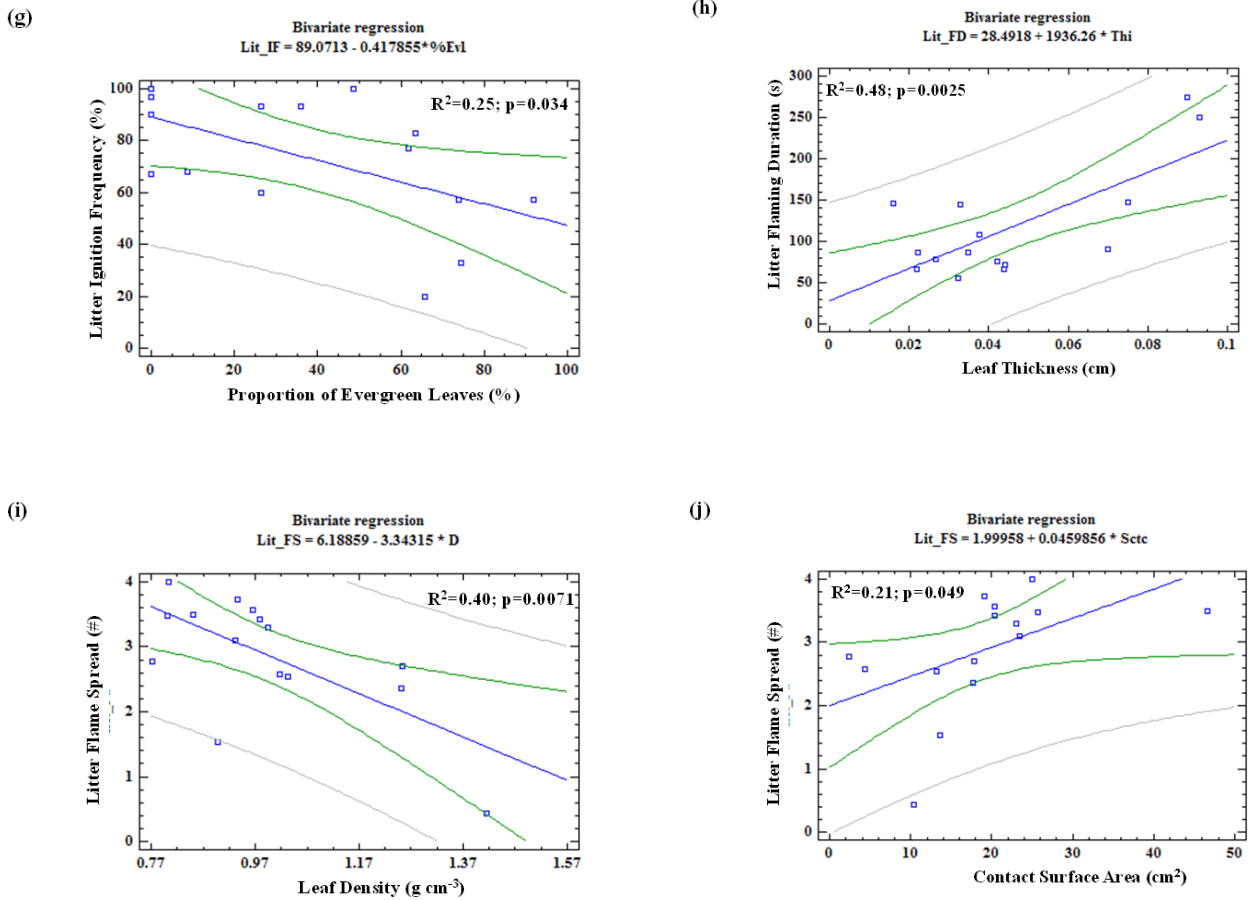 (g)
Bivariate regression
Lit_IF = 89.0713 - 0.417855*%Evl
R²=0.25; p=0.034
Litter Ignition Frequency (%)
100
80
60
40
20
0
0 20 40 60 80 100
Proportion of Evergreen Leaves (%)
(h)
Bivariate regression
Lit_FD = 28.4918 + 1936.26 * Thi
R²=0.48; p=0.0025
Litter Flaming Duration (s)
300
250
200
150
100
50
0
0 0.02 0.04 0.06 0.08 0.1
Leaf Thickness (cm)
(i)
Bivariate regression
Lit_FS = 6.18859 - 3.34315 * D
R²=0.40; p=0.0071
Litter Flame Spread (#)
4
3
2
1
0
0.77 0.97 1.17 1.37 1.57
Leaf Density (g cm⁻³)
(j)
Bivariate regression
Lit_FS = 1.99958 + 0.0459856 * Sctc
R²=0.21; p=0.049
Litter Flame Spread (#)
4
3
2
1
0
0 10 20 30 40 50
Contact Surface Area (cm²)